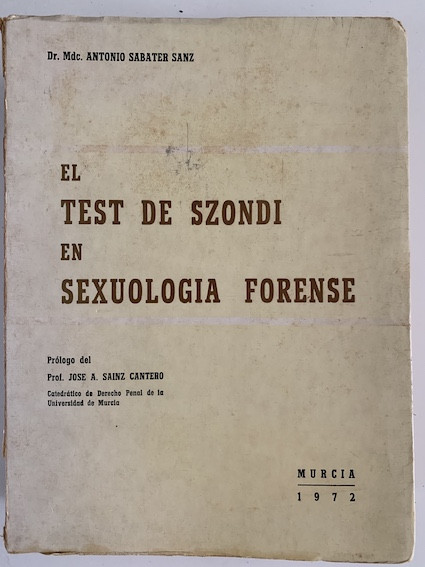 Dr. Mdc. ANTONIO SABATER SANZ
EL
TEST DE SZONDI
EN
SEXUOLOGIA FORENSE
Prólogo del
Prof. JOSE A. SAINZ CANTERO
Catedrático de Derecho Penal de la
Universidad de Murcia
MURCIA
1972